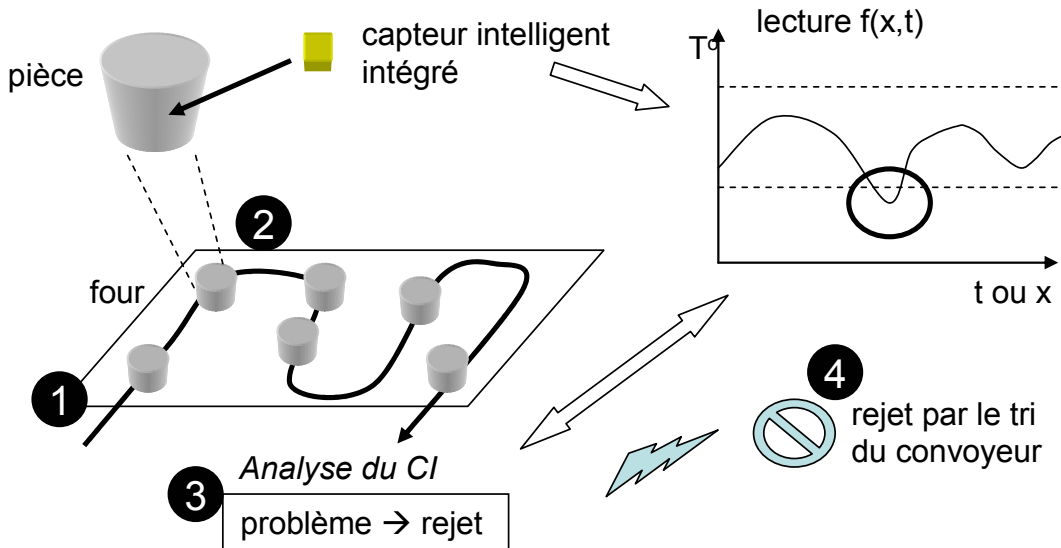 lecture f(x,t)
capteur intelligent
intégré
pièce
T°
t ou x
2
four
1
4
rejet par le tri
du convoyeur
Analyse du CI
3
problème → rejet